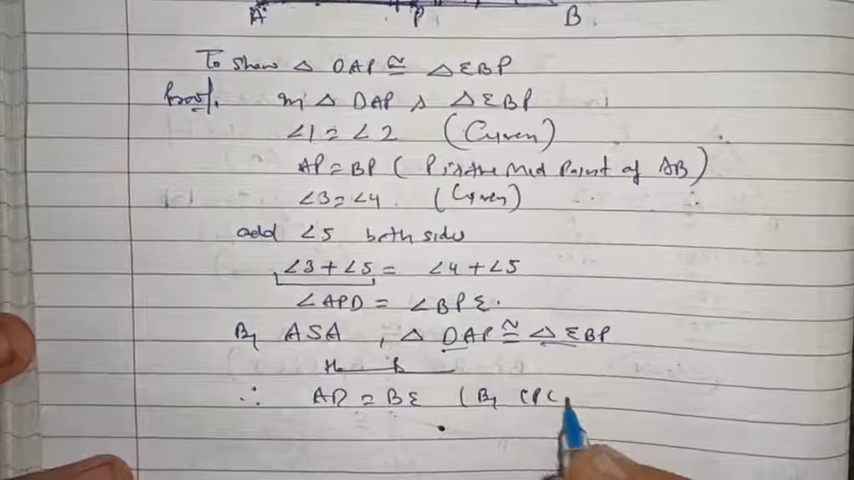 A P B
To show △ DAP ≅ △EBP
Proof. in △ DAP & △EBP
∠1 = ∠2 (Given)
AP = BP ( P is the Mid Point of AB)
∠3 = ∠4 (Given)
add ∠5 both sides
∠3 + ∠5 = ∠4 + ∠5
∠APD = ∠BPE.
By ASA, △ DAP ≅ △EBP
∴ AD = BE (By CPC